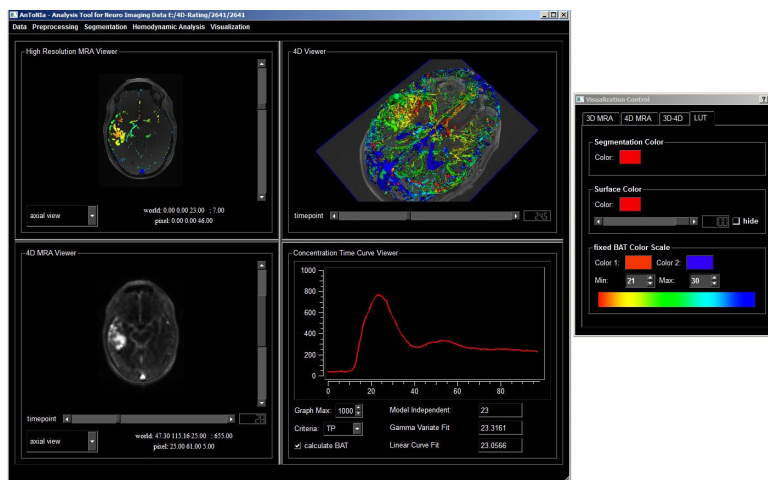 AnToNIa - Analysis Tool for Neuro Imaging Data E:/4D-Rating/2641/2641
Data Preprocessing Segmentation Hemodynamic Analysis Visualization
High Resolution MRA Viewer
axial view
world: 0.00 0.00 23.00 : 7.00
pixel: 0.00 0.00 46.00
4D Viewer
timepoint
24.5
4D MRA Viewer
timepoint
axial view
world: 47.30 115.16 25.00 : 655.00
pixel: 25.00 61.00 5.00
Concentration Time Curve Viewer
1000
800
600
400
200
0
0 20 40 60 80
Graph Max: 1000 Model Independent: 23
Criteria: TP Gamma Variate Fit 23.3161
calculate BAT Linear Curve Fit 23.0566
Visualization Control
3D MRA 4D MRA 3D-4D LUT
Segmentation Color
Color:
Surface Color
Color:
hide
fixed BAT Color Scale
Color 1: Color 2:
Min: 21 Max: 30